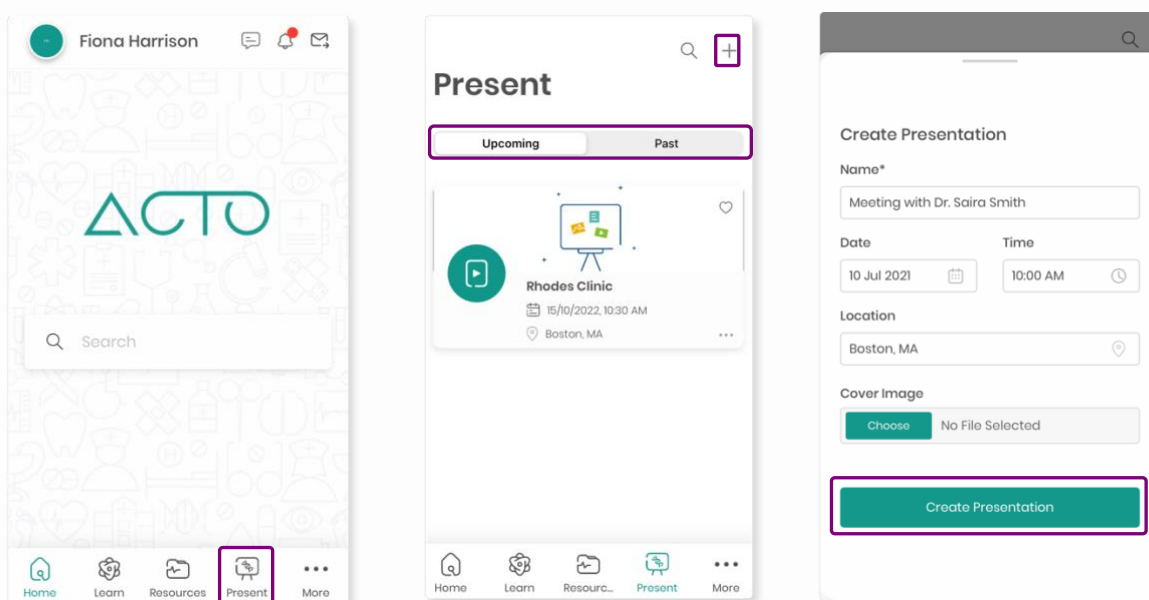 Fiona Harrison
ACTO
Search
Home Learn Resources Present More
Present
Upcoming Past
Rhodes Clinic
15/10/2022, 10:30 AM
Boston, MA
Home Learn Resourc... Present More
Create Presentation
Name*
Meeting with Dr. Saira Smith
Date Time
10 Jul 2021 10:00 AM
Location
Boston, MA
Cover Image
Choose No File Selected
Create Presentation